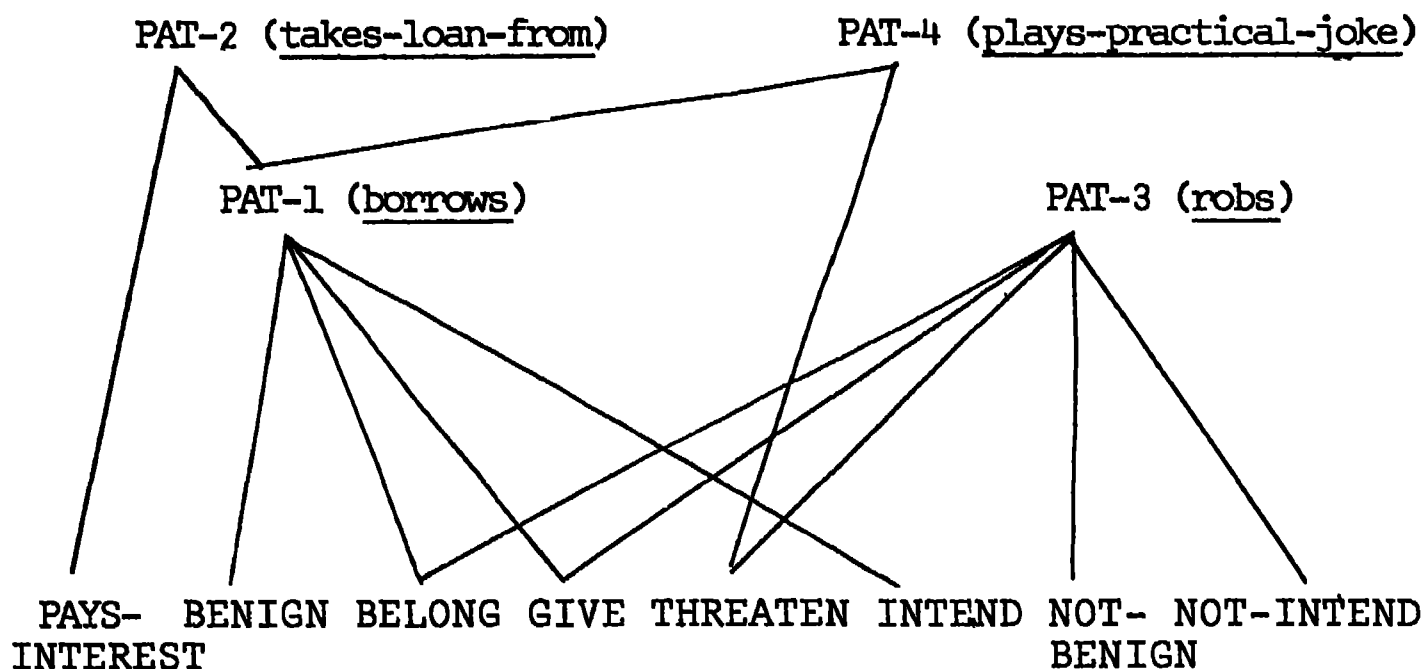 PAT-2 (takes-loan-from) PAT-4 (plays-practical-joke)
PAT-1 (borrows) PAT-3 (robs)
PAYS- BENIGN BELONG GIVE THREATEN INTEND NOT- NOT-INTEND
INTEREST BENIGN